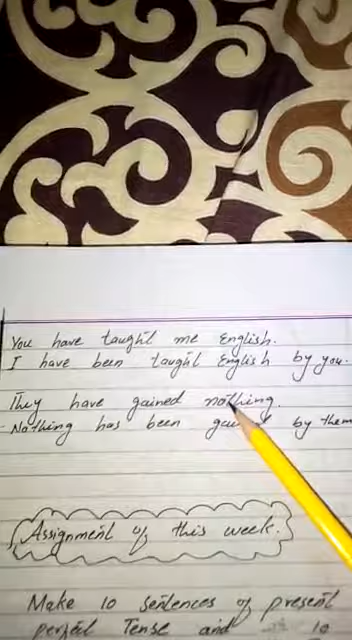 You have taught me English.
I have been taught English by you.
They have gained nothing.
Nothing has been by them
Assignment of this week.
Make 10 sentences of present
perfect Tense and 10